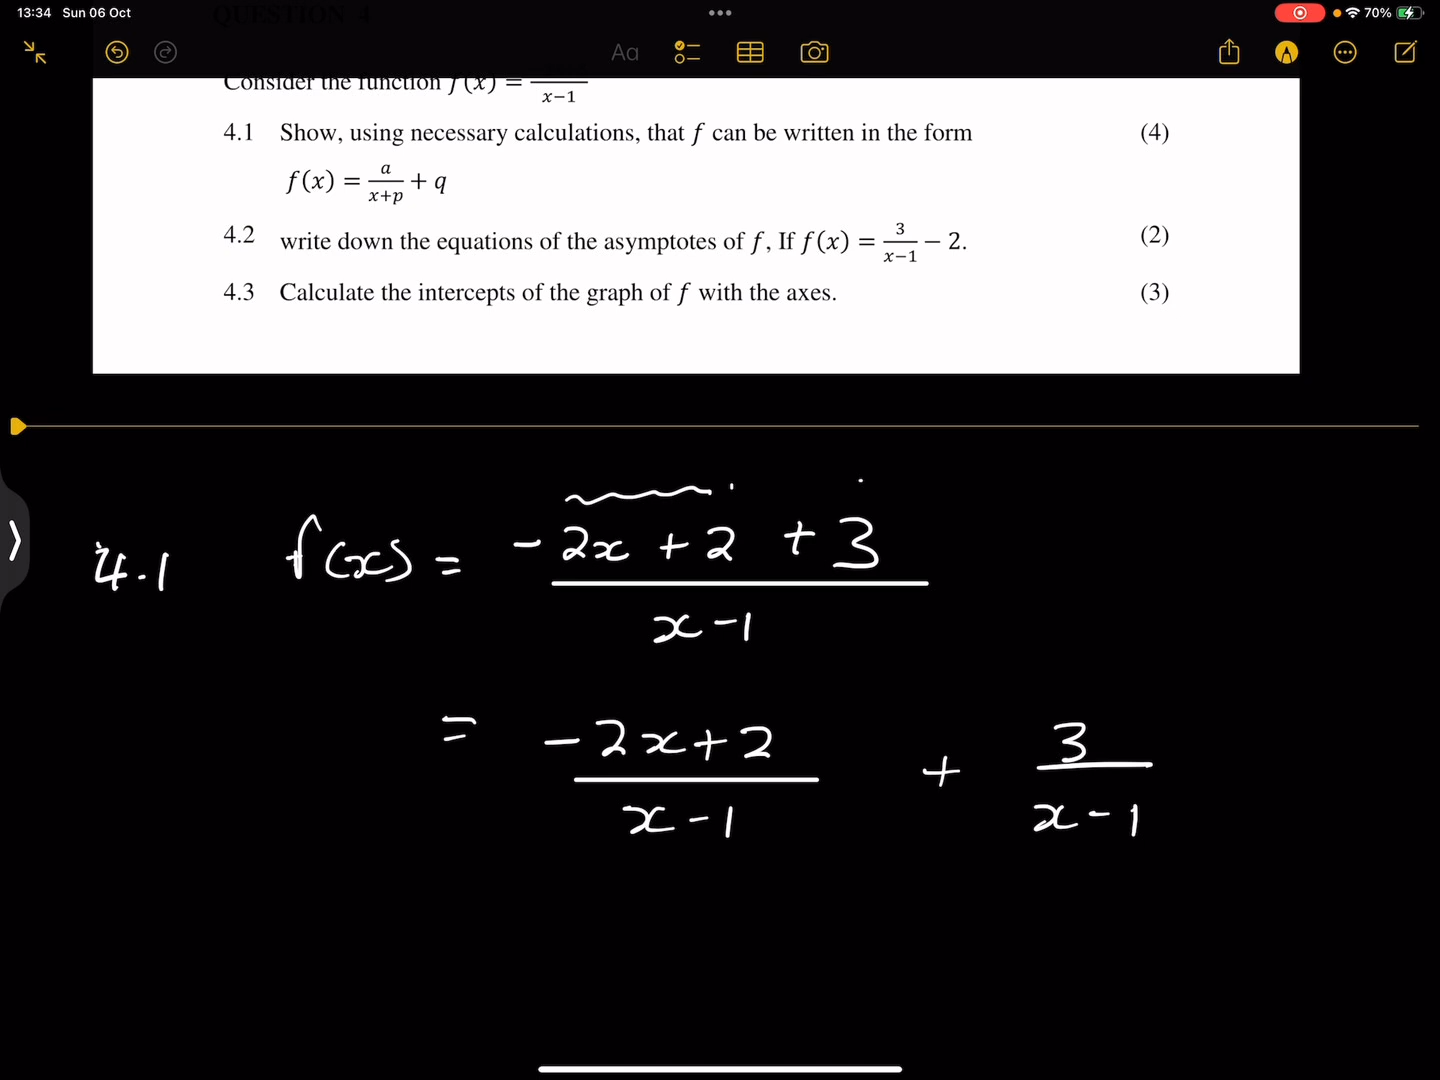 13:34 Sun 06 Oct
70%
QUESTION 4
Aa
Consider the function f(x) = /(x−1)
4.1 Show, using necessary calculations, that f can be written in the form (4)
f(x) = a/(x+p) + q
4.2 write down the equations of the asymptotes of f, If f(x) = 3/(x−1) − 2. (2)
4.3 Calculate the intercepts of the graph of f with the axes. (3)
4.1 f(x) = (-2x + 2 + 3)/(x-1)
= (-2x+2)/(x-1) + 3/(x-1)